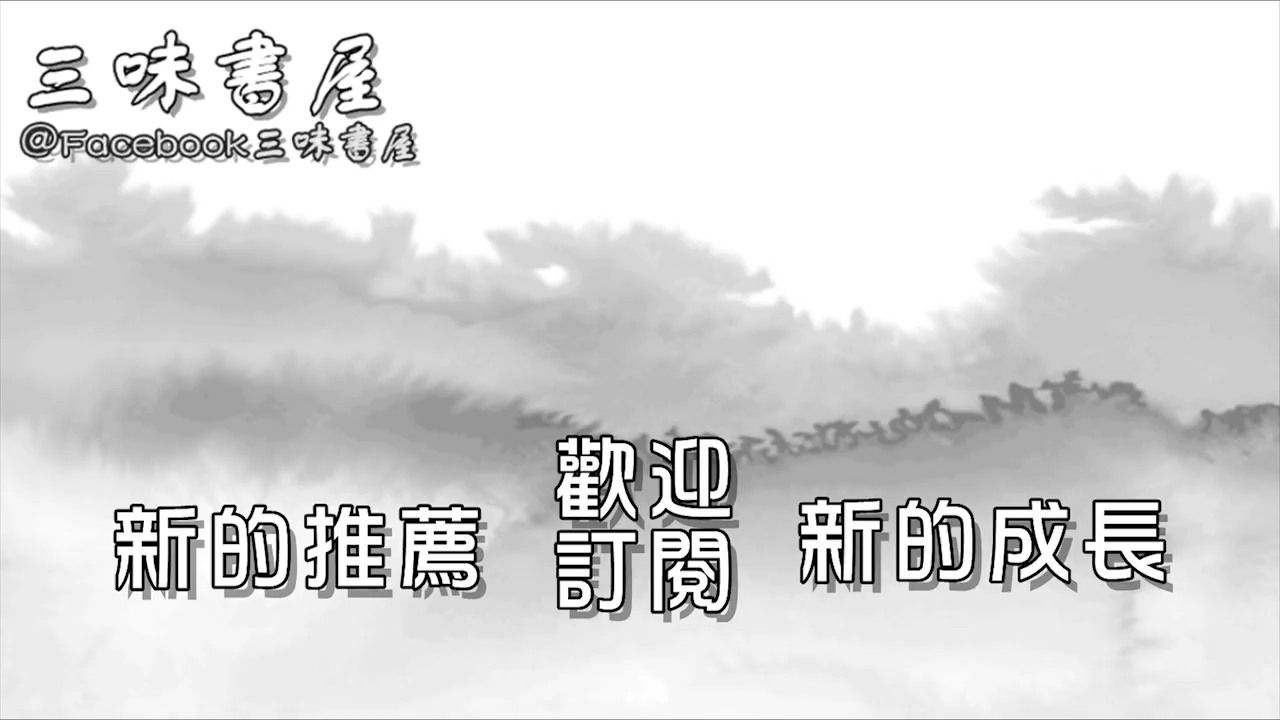 三味書屋
@Facebook三味書屋
新的推薦
歡迎
訂閱
新的成長